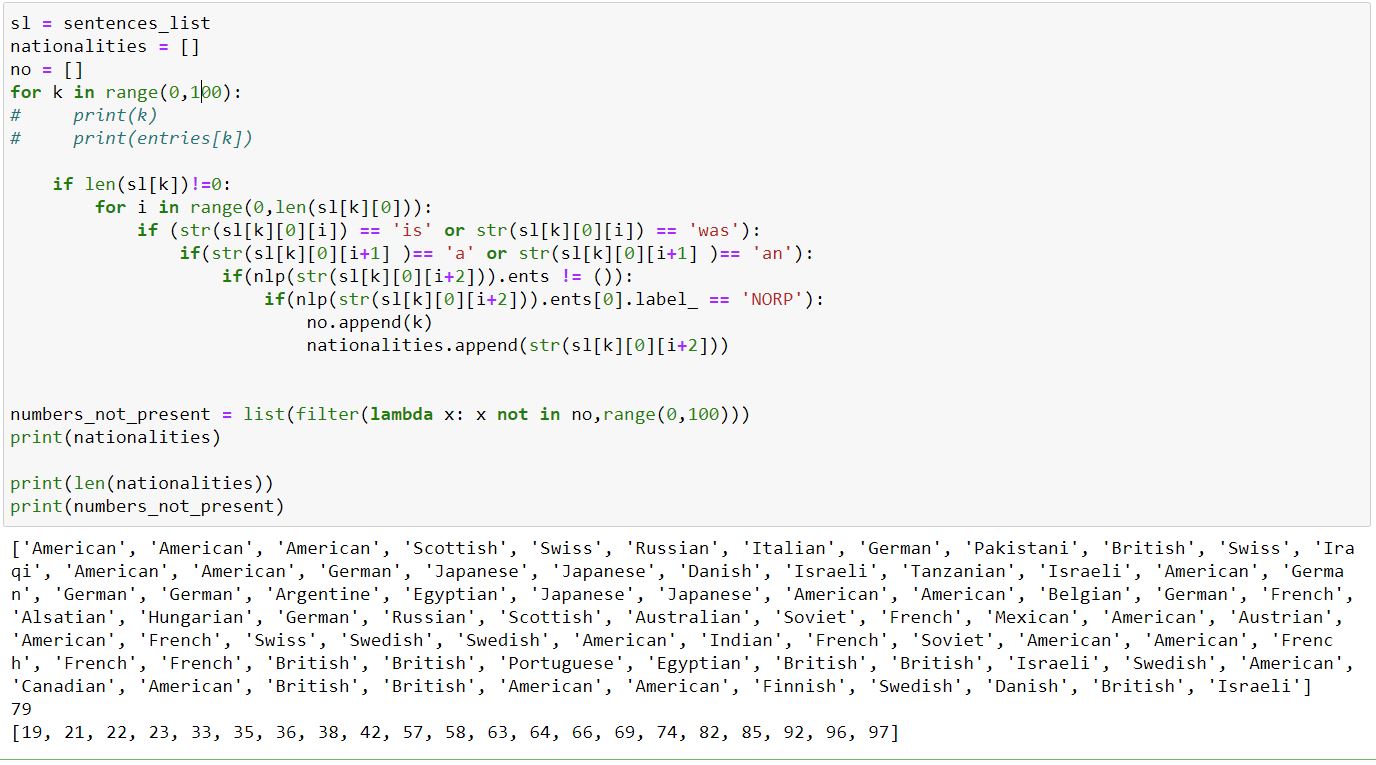 sl = sentences_list
nationalities = []
no = []
for k in range(0,100):
#     print(k)
#     print(entries[k])
    if len(sl[k])!=0:
        for i in range(0,len(sl[k][0])):
            if (str(sl[k][0][i]) == 'is' or str(sl[k][0][i]) == 'was'):
                if(str(sl[k][0][i+1] )== 'a' or str(sl[k][0][i+1] )== 'an'):
                    if(nlp(str(sl[k][0][i+2])).ents != ()):
                        if(nlp(str(sl[k][0][i+2])).ents[0].label_ == 'NORP'):
                            no.append(k)
                            nationalities.append(str(sl[k][0][i+2]))
numbers_not_present = list(filter(lambda x: x not in no,range(0,100)))
print(nationalities)
print(len(nationalities))
print(numbers_not_present)
['American', 'American', 'American', 'Scottish', 'Swiss', 'Russian', 'Italian', 'German', 'Pakistani', 'British', 'Swiss', 'Ira
qi', 'American', 'American', 'German', 'Japanese', 'Japanese', 'Danish', 'Israeli', 'Tanzanian', 'Israeli', 'American', 'Germa
n', 'German', 'German', 'Argentine', 'Egyptian', 'Japanese', 'Japanese', 'American', 'American', 'Belgian', 'German', 'French',
'Alsatian', 'Hungarian', 'German', 'Russian', 'Scottish', 'Australian', 'Soviet', 'French', 'Mexican', 'American', 'Austrian',
'American', 'French', 'Swiss', 'Swedish', 'Swedish', 'American', 'Indian', 'French', 'Soviet', 'American', 'American', 'Frenc
h', 'French', 'French', 'British', 'British', 'Portuguese', 'Egyptian', 'British', 'British', 'Israeli', 'Swedish', 'American',
'Canadian', 'American', 'British', 'British', 'American', 'American', 'Finnish', 'Swedish', 'Danish', 'British', 'Israeli']
79
[19, 21, 22, 23, 33, 35, 36, 38, 42, 57, 58, 63, 64, 66, 69, 74, 82, 85, 92, 96, 97]